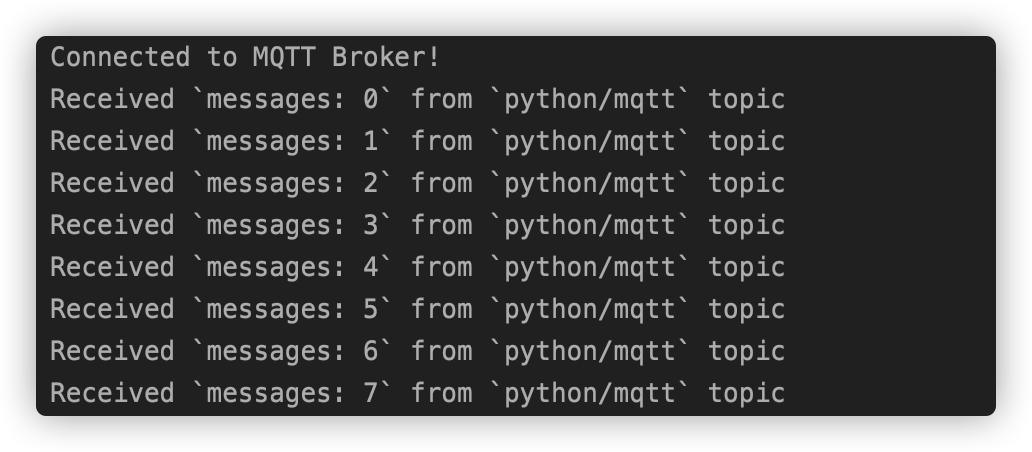 Connected to MQTT Broker!
Received `messages: 0` from `python/mqtt` topic
Received `messages: 1` from `python/mqtt` topic
Received `messages: 2` from `python/mqtt` topic
Received `messages: 3` from `python/mqtt` topic
Received `messages: 4` from `python/mqtt` topic
Received `messages: 5` from `python/mqtt` topic
Received `messages: 6` from `python/mqtt` topic
Received `messages: 7` from `python/mqtt` topic